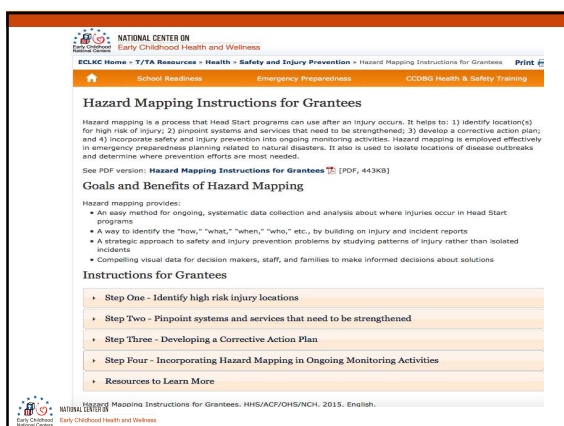 Early Childhood
National Centers
NATIONAL CENTER ON
Early Childhood Health and Wellness
ECLKC Home » T/TA Resources » Health » Safety and Injury Prevention » Hazard Mapping Instructions for Grantees Print
School Readiness Emergency Preparedness CCDBG Health & Safety Training
Hazard Mapping Instructions for Grantees
Hazard mapping is a process that Head Start programs can use after an injury occurs. It helps to: 1) identify location(s)
for high risk of injury; 2) pinpoint systems and services that need to be strengthened; 3) develop a corrective action plan;
and 4) incorporate safety and injury prevention into ongoing monitoring activities. Hazard mapping is employed effectively
in emergency preparedness planning related to natural disasters. It also is used to isolate locations of disease outbreaks
and determine where prevention efforts are most needed.
See PDF version: Hazard Mapping Instructions for Grantees [PDF, 443KB]
Goals and Benefits of Hazard Mapping
Hazard mapping provides:
• An easy method for ongoing, systematic data collection and analysis about where injuries occur in Head Start
programs
• A way to identify the "how," "what," "when," "who," etc., by building on injury and incident reports
• A strategic approach to safety and injury prevention problems by studying patterns of injury rather than isolated
incidents
• Compelling visual data for decision makers, staff, and families to make informed decisions about solutions
Instructions for Grantees
Step One - Identify high risk injury locations
Step Two - Pinpoint systems and services that need to be strengthened
Step Three - Developing a Corrective Action Plan
Step Four - Incorporating Hazard Mapping in Ongoing Monitoring Activities
Resources to Learn More
Hazard Mapping Instructions for Grantees. HHS/ACF/OHS/NCH. 2015. English.
Early Childhood
National Centers
NATIONAL CENTER ON
Early Childhood Health and Wellness